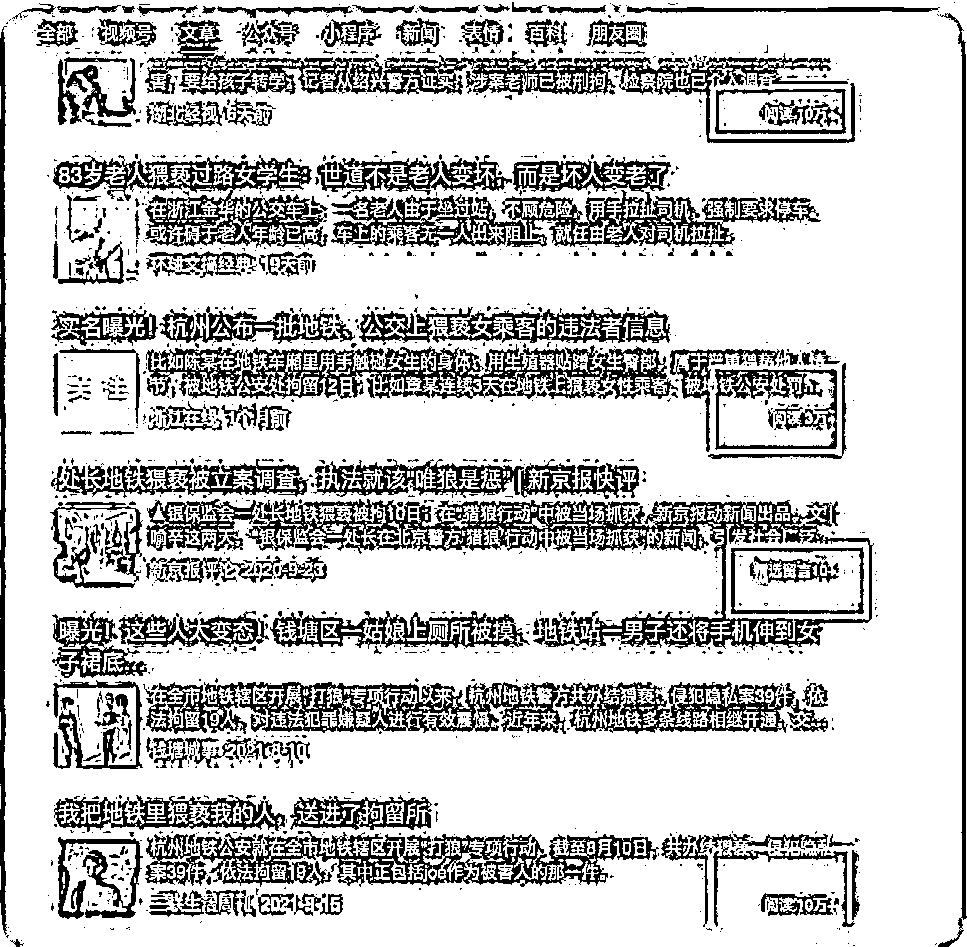 全部 视频号 文章 公众号 小程序 新闻 表情 百科 朋友圈
害，要给孩子转学。记者从绍兴警方证实，涉案老师已被刑拘，检察院也已介入调查
湖北经视 6天前
阅读 10万+
83岁老人猥亵过路女学生：世道不是老人变坏，而是坏人变老了
在浙江金华的公交车上，一名老人由于坐过站，不顾危险，用手拉扯司机，强制要求停车。
或许碍于老人年龄已高，车上的乘客无一人出来阻止，就任由老人对司机拉扯。
环球文摘经典 19天前
实名曝光！杭州公布一批地铁、公交上猥亵女乘客的违法者信息
比如陈某在地铁车厢里用手触碰女生的身体，用生殖器贴蹭女生臀部，属于严重猥亵他人情
节，被地铁公安处拘留12日；比如章某连续3天在地铁上猥亵女性乘客，被地铁公安处
浙江在线 1个月前
阅读 3万+
处长地铁猥亵被立案调查，执法就该“唯狼是惩” | 新京报快评
▲银保监会一处长地铁猥亵被拘10日：在“猎狼行动”中被当场抓获。新京报动新闻出品。文 |
喻亲这两天，“银保监会一处长在北京警方‘猎狼’行动中被当场抓获”的新闻，引发社会
新京报评论 2020-9-23
曝光！这些人太变态！钱塘区一姑娘上厕所被摸、地铁站一男子还将手机伸到女
子裙底...
在全市地铁辖区开展“打狼”专项行动以来，杭州地铁警方共办结猥亵、侵犯隐私案39件，依
法拘留19人，对违法犯罪嫌疑人进行有效震慑。近年来，杭州地铁多条线路相继开通，交...
钱塘城事 2021-8-10
我把地铁里猥亵我的人，送进了拘留所
杭州地铁公安就在全市地铁辖区开展“打狼”专项行动。截至8月10日，共办结猥亵、侵犯隐私
案39件，依法拘留19人，其中正包括joe作为被害人的那一件。
三联生活周刊 2021-9-15
阅读 10万+